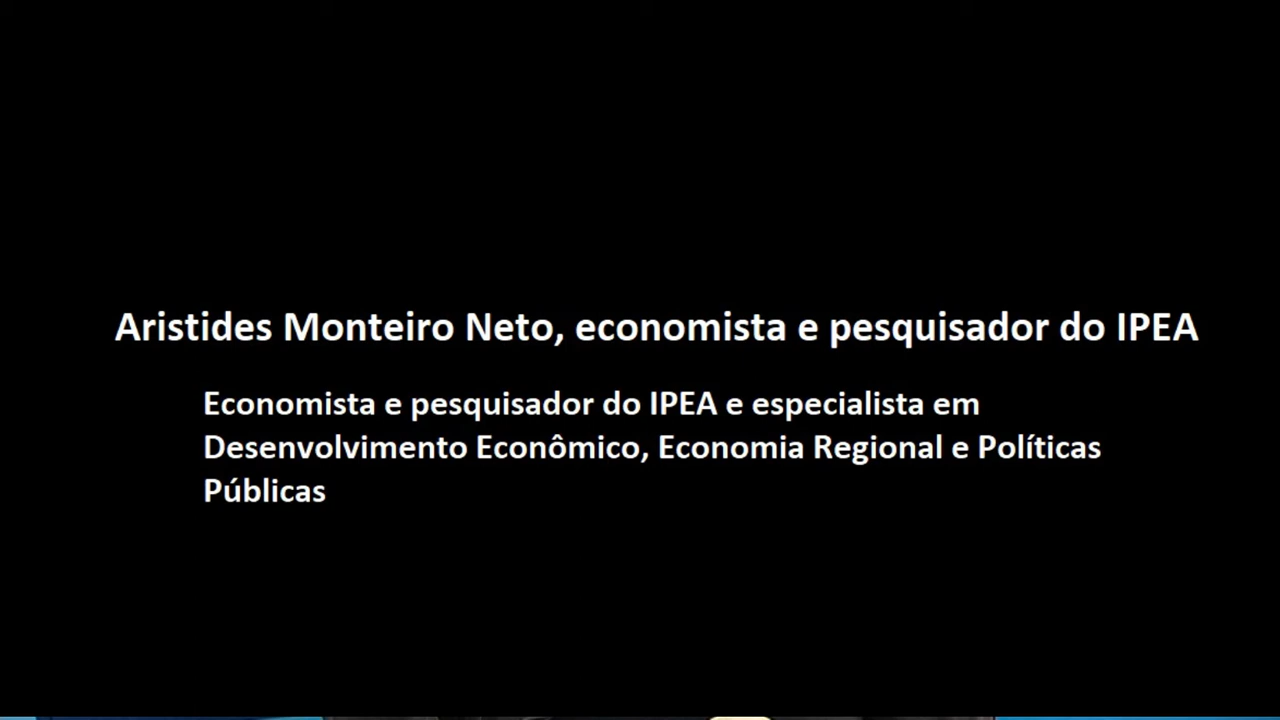 Aristides Monteiro Neto, economista e pesquisador do IPEA
Economista e pesquisador do IPEA e especialista em
Desenvolvimento Econômico, Economia Regional e Políticas
Públicas